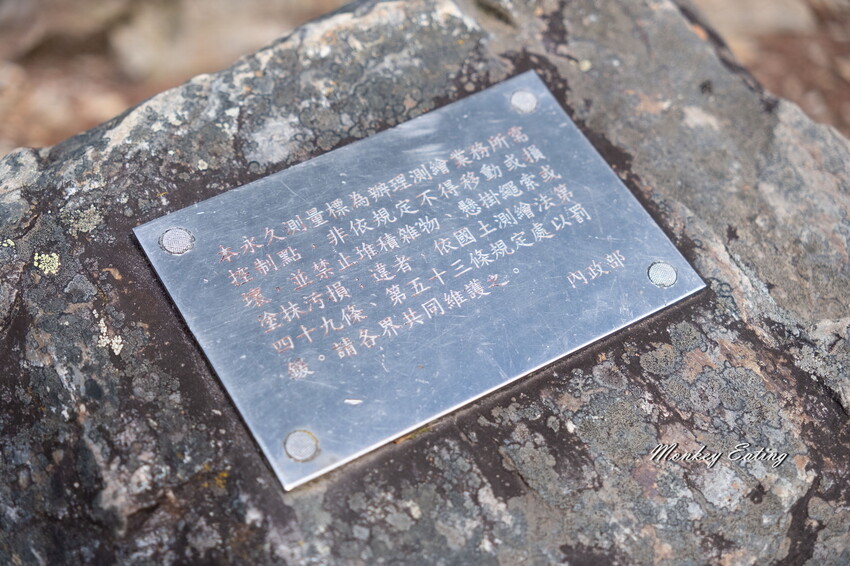 本永久測量標為辦理測繪業務所需
控制點，非依規定不得移動或損
壞，並禁止堆積雜物、懸掛繩索或
塗抹污損，違者，依國土測繪法第
四十九條、第五十三條規定處以罰
鍰。請各界共同維護之。
內政部
Monkey Eating